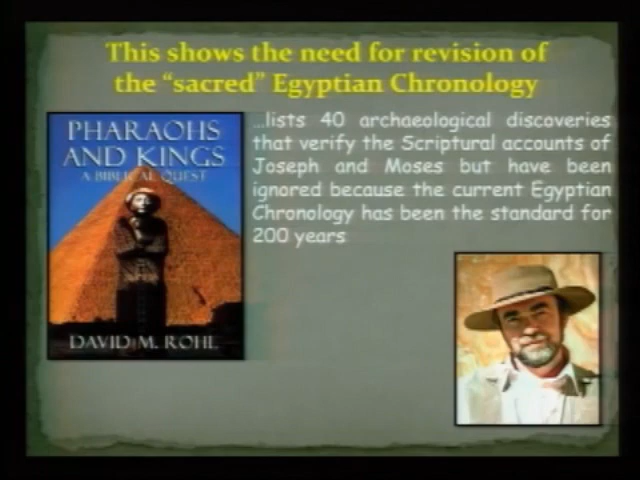 This shows the need for revision of
the “sacred” Egyptian Chronology
PHARAOHS
AND KINGS
A BIBLICAL QUEST
DAVID M. ROHL
...lists 40 archaeological discoveries
that verify the Scriptural accounts of
Joseph and Moses but have been
ignored because the current Egyptian
Chronology has been the standard for
200 years